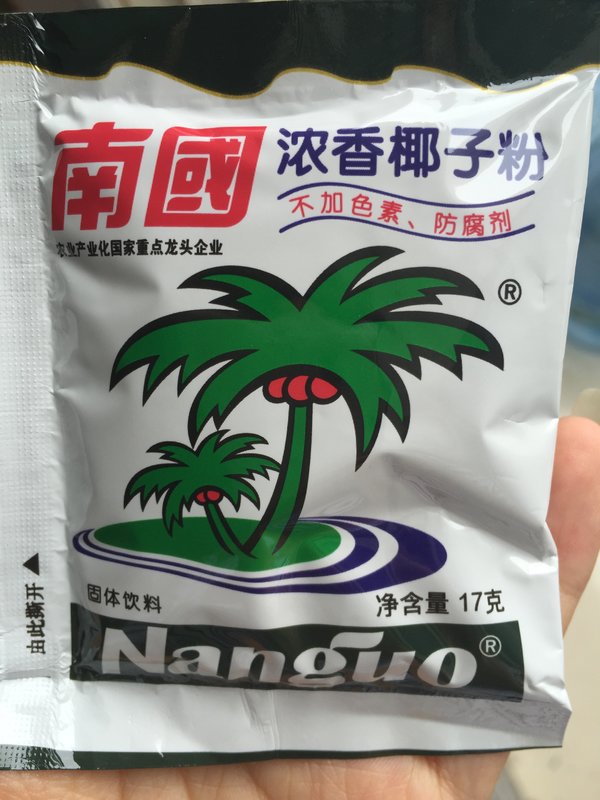 南國
浓香椰子粉
不加色素、防腐剂
农业产业化国家重点龙头企业
®
由此撕开▲
固体饮料
净含量 17克
Nanguo®